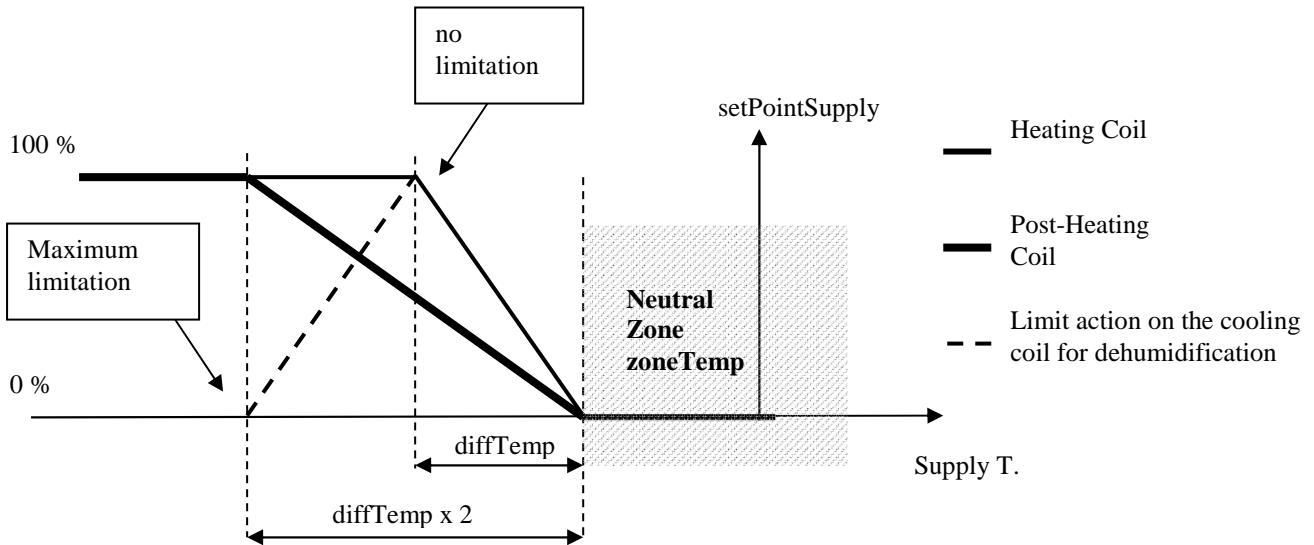 no
limitation
setPointSupply
100 %
Heating Coil
Post-Heating
Coil
Maximum
limitation
Neutral
Zone
zoneTemp
Limit action on the cooling
coil for dehumidification
0 %
diffTemp
Supply T.
diffTemp x 2